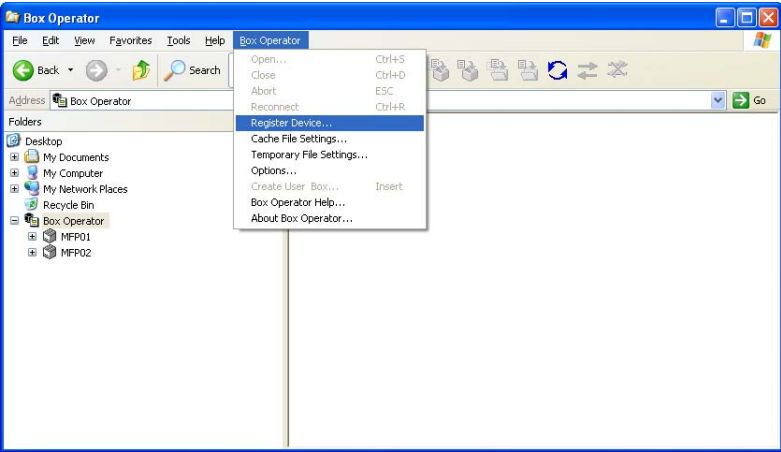 Box Operator
File Edit View Favorites Tools Help Box Operator
Back Search
Address Box Operator Go
Folders
Desktop
My Documents
My Computer
My Network Places
Recycle Bin
Box Operator
MFP01
MFP02
Open... Ctrl+S
Close Ctrl+D
Abort ESC
Reconnect Ctrl+R
Register Device...
Cache File Settings...
Temporary File Settings...
Options...
Create User Box... Insert
Box Operator Help...
About Box Operator...